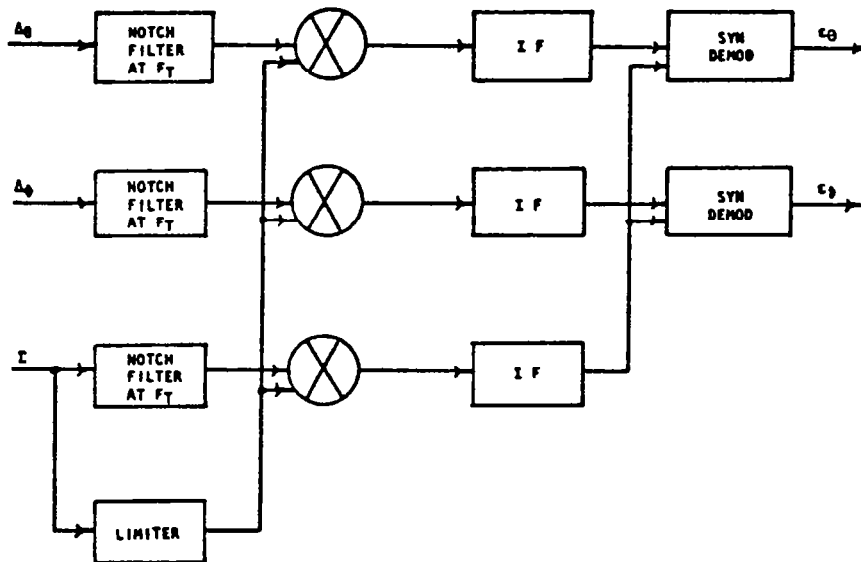 Δθ
NOTCH
FILTER
AT FT
I F
SYN
DEMOD
εθ
Δϕ
NOTCH
FILTER
AT FT
I F
SYN
DEMOD
εϕ
Σ
NOTCH
FILTER
AT FT
I F
LIMITER